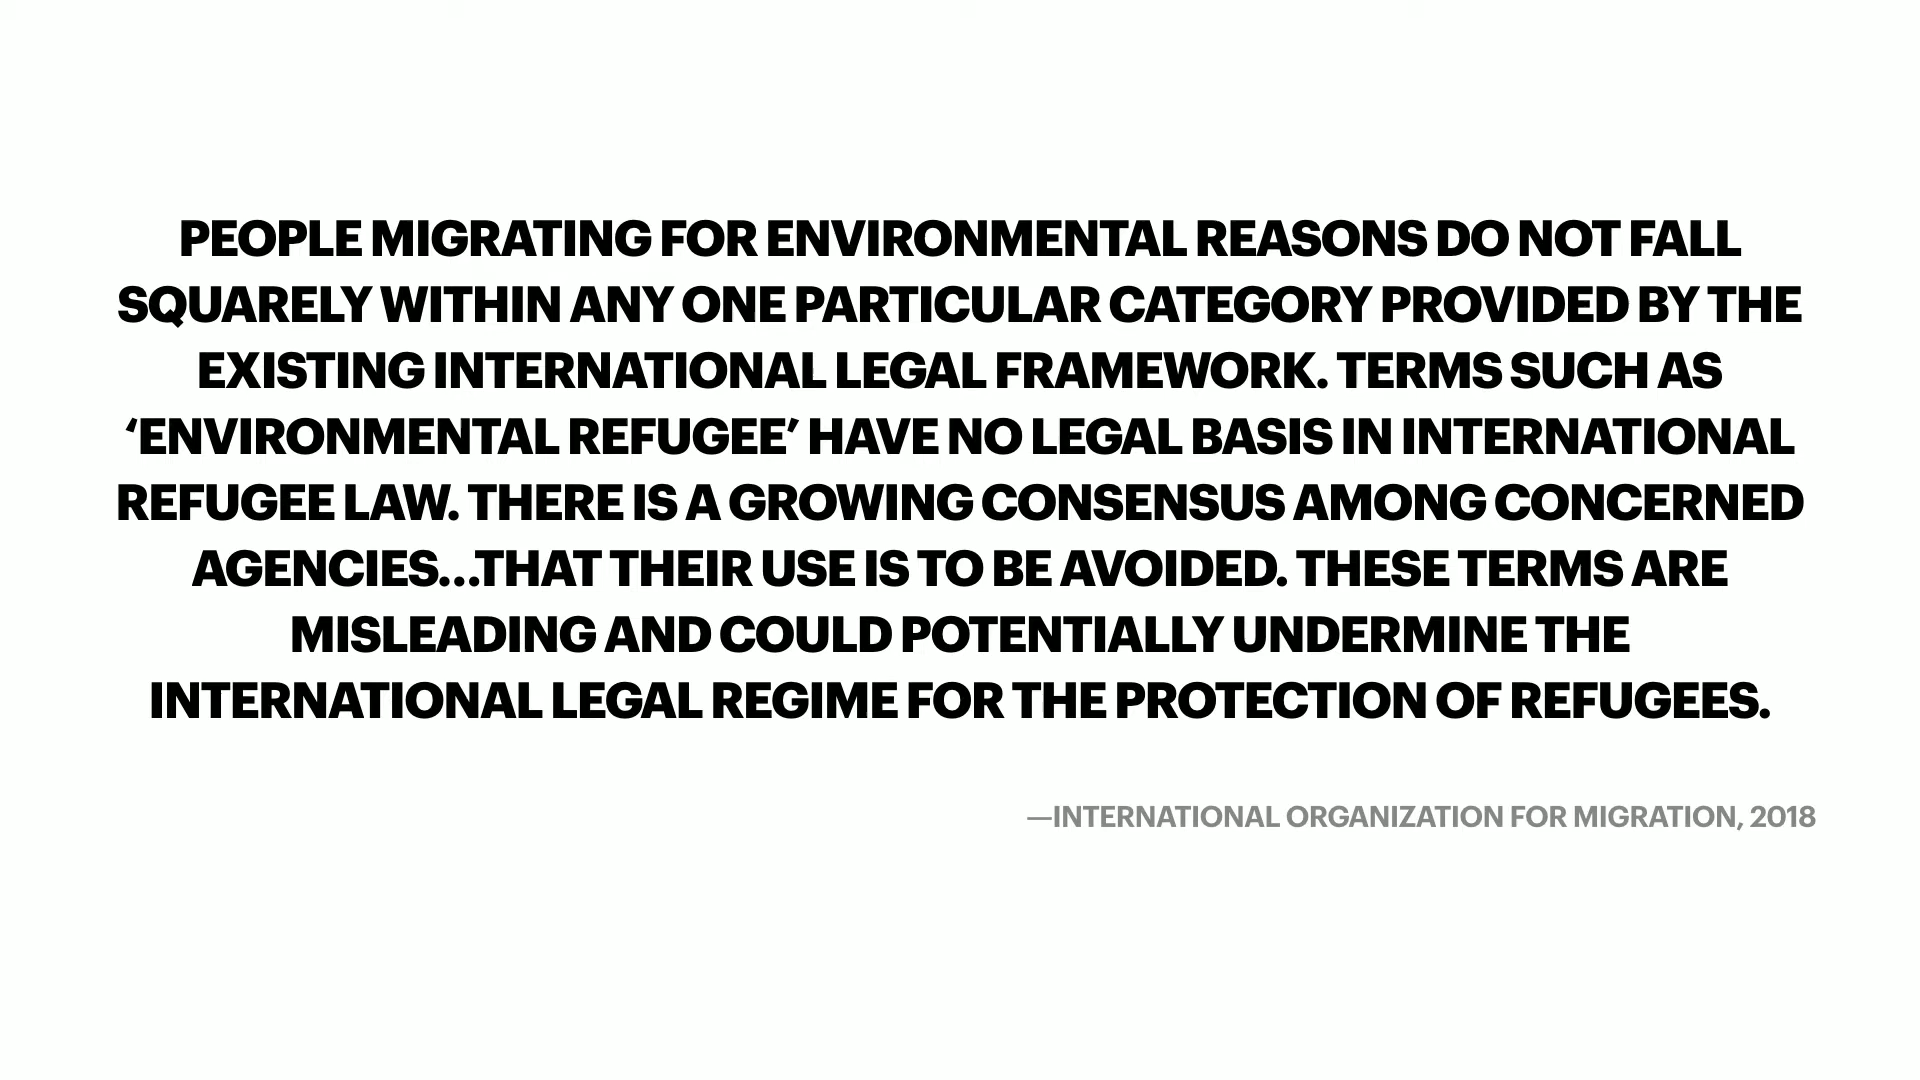 PEOPLE MIGRATING FOR ENVIRONMENTAL REASONS DO NOT FALL
SQUARELY WITHIN ANY ONE PARTICULAR CATEGORY PROVIDED BY THE
EXISTING INTERNATIONAL LEGAL FRAMEWORK. TERMS SUCH AS
‘ENVIRONMENTAL REFUGEE’ HAVE NO LEGAL BASIS IN INTERNATIONAL
REFUGEE LAW. THERE IS A GROWING CONSENSUS AMONG CONCERNED
AGENCIES...THAT THEIR USE IS TO BE AVOIDED. THESE TERMS ARE
MISLEADING AND COULD POTENTIALLY UNDERMINE THE
INTERNATIONAL LEGAL REGIME FOR THE PROTECTION OF REFUGEES.
—INTERNATIONAL ORGANIZATION FOR MIGRATION, 2018